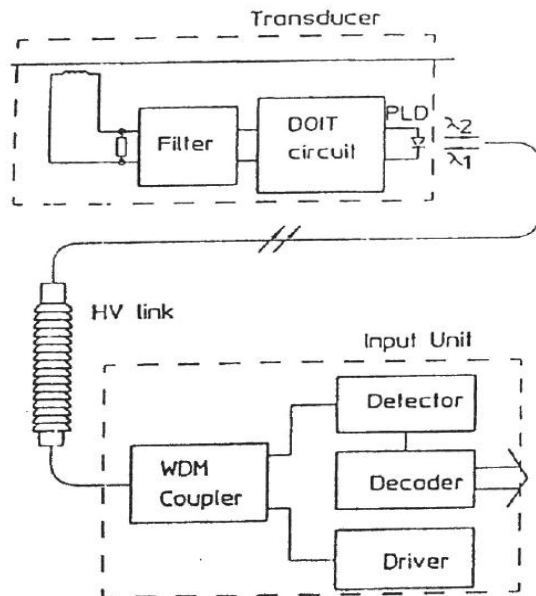 Transducer
PLD
λ2
λ1
Filter
DOIT
circuit
HV link
Input Unit
Detector
WDM
Coupler
Decoder
Driver